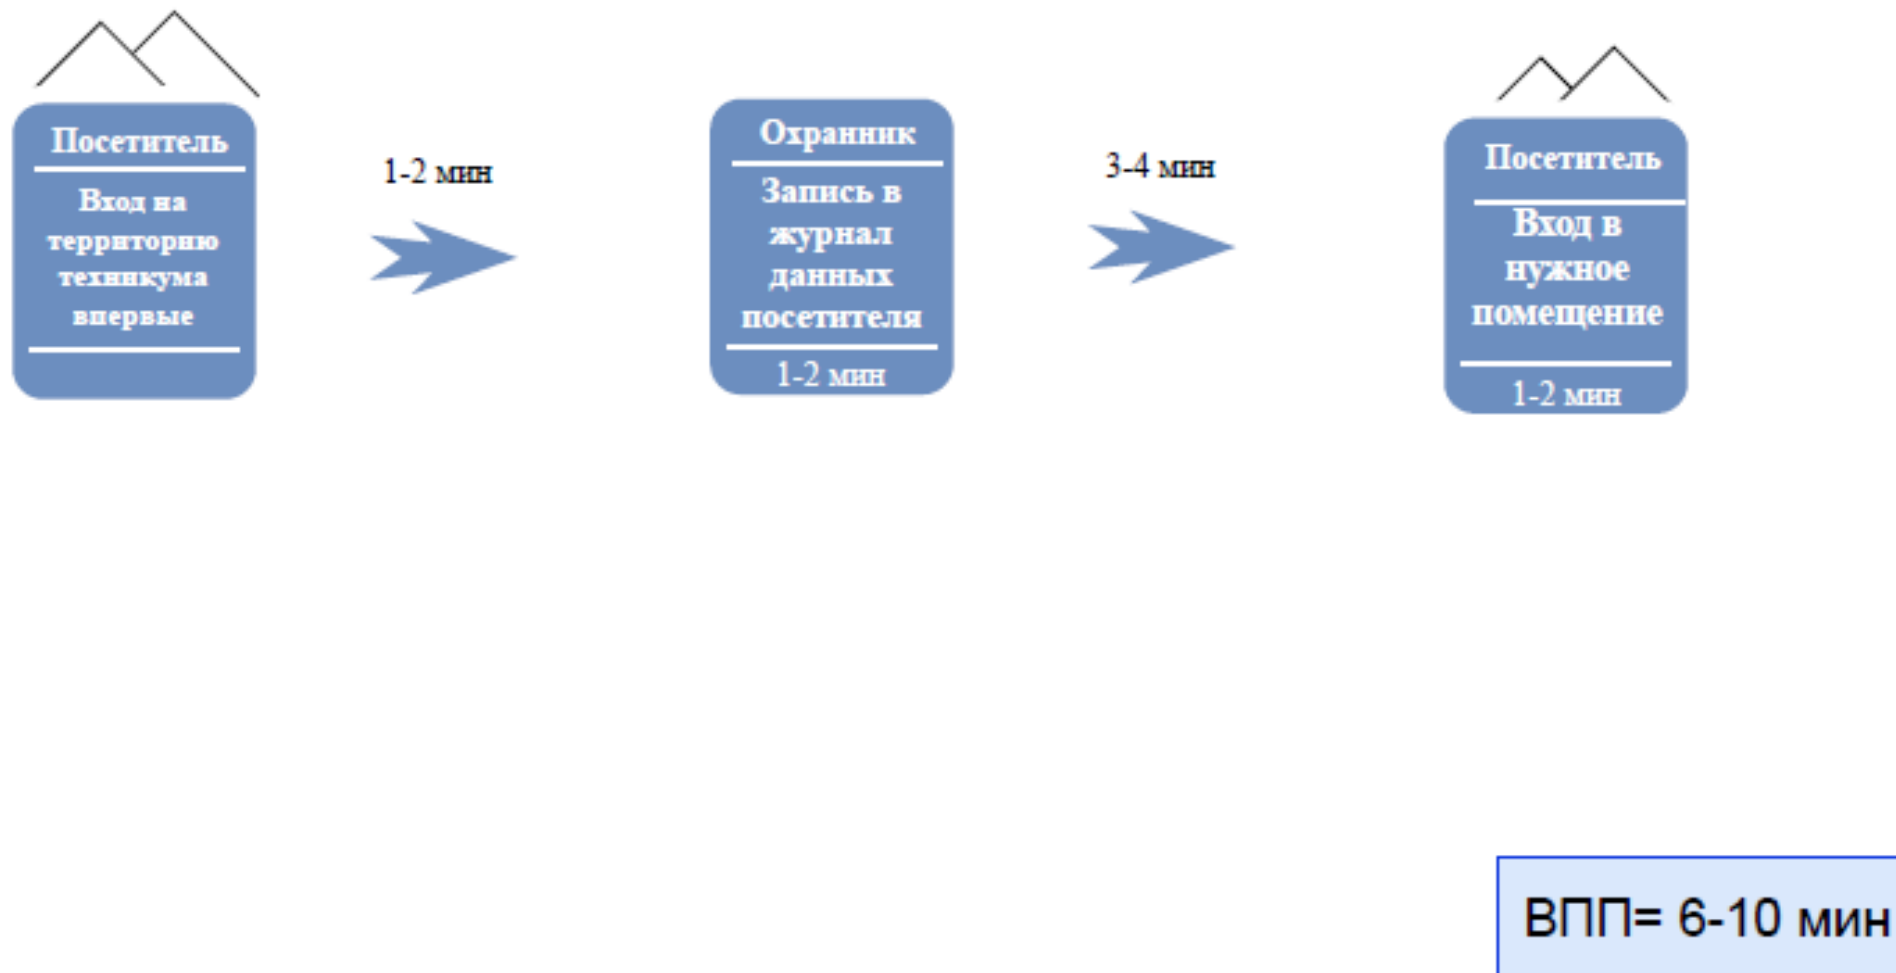 Посетитель
Вход на
территорию
техникума
впервые
1-2 мин
Охранник
Запись в
журнал
данных
посетителя
1-2 мин
3-4 мин
Посетитель
Вход в
нужное
помещение
1-2 мин
ВПП= 6-10 мин